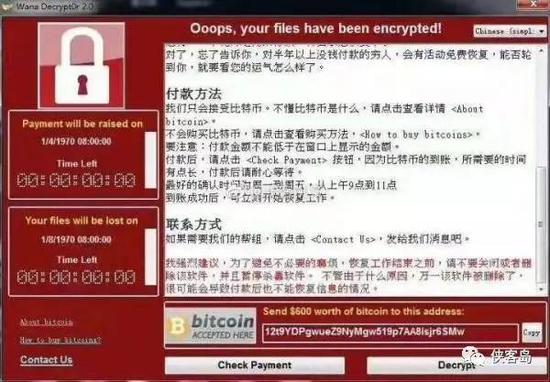 Wana Decrypt0r 2.0
Ooops, your files have been encrypted!
Chinese (simpl:
对了，忘了告诉你，对半年以上没钱付款的穷人，会有活动免费恢复，能否轮
到你，就要看您的运气怎么样了。
付款方法
我们只会接受比特币。不懂比特币是什么，请点击查看详情 <About
bitcoin>。
不会购买比特币，请点击查看购买方法，<How to buy bitcoins>。
要注意：付款金额不能低于在窗口上显示的金额。
付款后，请点击 <Check Payment> 按钮，因为比特币的到账，所需要的时间
有点长，付款后请耐心等待。
最好的确认时间为周一到周五，从上午9点到11点
到账成功后，可立刻开始恢复工作。
联系方式
如果需要我们的帮组，请点击 <Contact Us>，发给我们消息吧。
我强烈建议，为了避免不必要的麻烦，恢复工作结束之前，请不要关闭或者删
除该软件，并且暂停杀毒软件。 不管由于什么原因，万一该软件被删除了，
很可能会导致付款后也不能恢复信息的情况。
Payment will be raised on
1/4/1970 08:00:00
Time Left
00:00:00:00
Your files will be lost on
1/8/1970 08:00:00
Time Left
00:00:00:00
About bitcoin
How to buy bitcoins?
Contact Us
bitcoin
ACCEPTED HERE
Send $600 worth of bitcoin to this address:
12t9YDPgwueZ9NyMgw519p7AA8isjr6SMw
Copy
Check Payment
Decrypt
侠客岛